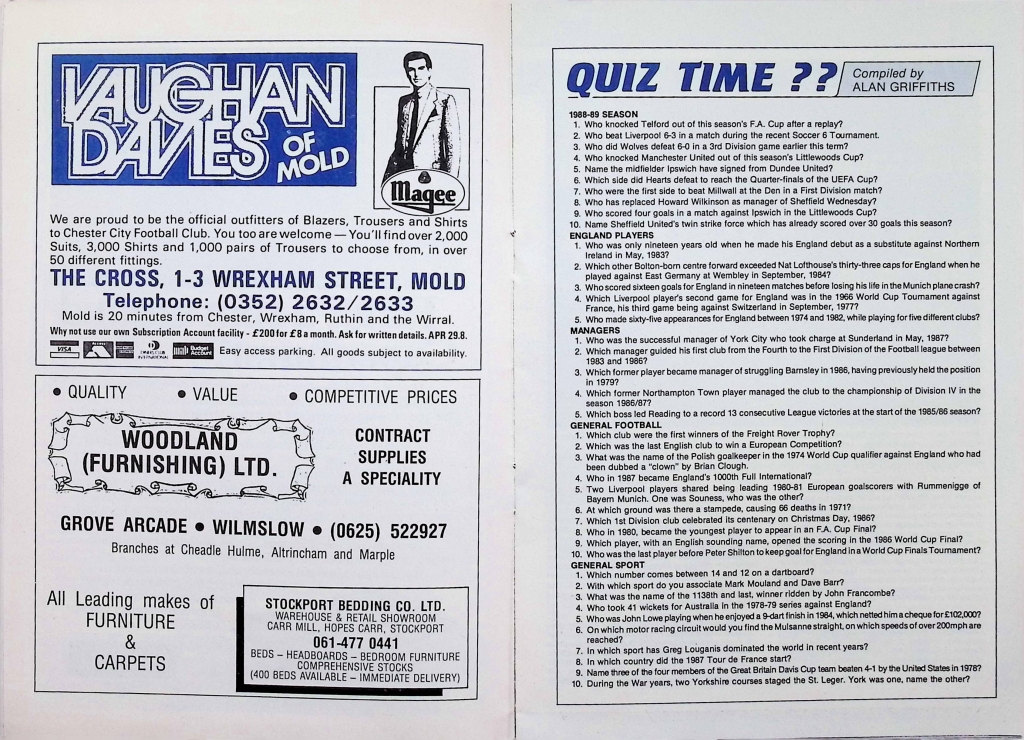 VAUGHAN
DAVIES
OF
MOLD
Magee
We are proud to be the official outfitters of Blazers, Trousers and Shirts
to Chester City Football Club. You too are welcome — You'll find over 2,000
Suits, 3,000 Shirts and 1,000 pairs of Trousers to choose from, in over
50 different fittings.
THE CROSS, 1-3 WREXHAM STREET, MOLD
Telephone: (0352) 2632/2633
Mold is 20 minutes from Chester, Wrexham, Ruthin and the Wirral.
Why not use our own Subscription Account facility - £200 for £8 a month. Ask for written details. APR 29.8.
VISA
Budget
Account
Easy access parking. All goods subject to availability.
• QUALITY • VALUE • COMPETITIVE PRICES
WOODLAND
(FURNISHING) LTD.
CONTRACT
SUPPLIES
A SPECIALITY
GROVE ARCADE • WILMSLOW • (0625) 522927
Branches at Cheadle Hulme, Altrincham and Marple
All Leading makes of
FURNITURE
&
CARPETS
STOCKPORT BEDDING CO. LTD.
WAREHOUSE & RETAIL SHOWROOM
CARR MILL, HOPES CARR, STOCKPORT
061-477 0441
BEDS – HEADBOARDS – BEDROOM FURNITURE
COMPREHENSIVE STOCKS
(400 BEDS AVAILABLE – IMMEDIATE DELIVERY)
QUIZ TIME ??
Compiled by
ALAN GRIFFITHS
1988-89 SEASON
1. Who knocked Telford out of this season's F.A. Cup after a replay?
2. Who beat Liverpool 6-3 in a match during the recent Soccer 6 Tournament.
3. Who did Wolves defeat 6-0 in a 3rd Division game earlier this term?
4. Who knocked Manchester United out of this season's Littlewoods Cup?
5. Name the midfielder Ipswich have signed from Dundee United?
6. Which side did Hearts defeat to reach the Quarter-finals of the UEFA Cup?
7. Who were the first side to beat Millwall at the Den in a First Division match?
8. Who has replaced Howard Wilkinson as manager of Sheffield Wednesday?
9. Who scored four goals in a match against Ipswich in the Littlewoods Cup?
10. Name Sheffield United's twin strike force which has already scored over 30 goals this season?
ENGLAND PLAYERS
1. Who was only nineteen years old when he made his England debut as a substitute against Northern
Ireland in May, 1983?
2. Which other Bolton-born centre forward exceeded Nat Lofthouse's thirty-three caps for England when he
played against East Germany at Wembley in September, 1984?
3. Who scored sixteen goals for England in nineteen matches before losing his life in the Munich plane crash?
4. Which Liverpool player's second game for England was in the 1966 World Cup Tournament against
France, his third game being against Switzerland in September, 1977?
5. Who made sixty-five appearances for England between 1974 and 1982, while playing for five different clubs?
MANAGERS
1. Who was the successful manager of York City who took charge at Sunderland in May, 1987?
2. Which manager guided his first club from the Fourth to the First Division of the Football league between
1983 and 1986?
3. Which former player became manager of struggling Barnsley in 1986, having previously held the position
in 1979?
4. Which former Northampton Town player managed the club to the championship of Division IV in the
season 1986/87?
5. Which boss led Reading to a record 13 consecutive League victories at the start of the 1985/86 season?
GENERAL FOOTBALL
1. Which club were the first winners of the Freight Rover Trophy?
2. Which was the last English club to win a European Competition?
3. What was the name of the Polish goalkeeper in the 1974 World Cup qualifier against England who had
been dubbed a "clown" by Brian Clough.
4. Who in 1987 became England's 1000th Full International?
5. Two Liverpool players shared being leading 1980-81 European goalscorers with Rummenigge of
Bayern Munich. One was Souness, who was the other?
6. At which ground was there a stampede, causing 66 deaths in 1971?
7. Which 1st Division club celebrated its centenary on Christmas Day, 1986?
8. Who in 1980, became the youngest player to appear in an F.A. Cup Final?
9. Which player, with an English sounding name, opened the scoring in the 1986 World Cup Final?
10. Who was the last player before Peter Shilton to keep goal for England in a World Cup Finals Tournament?
GENERAL SPORT
1. Which number comes between 14 and 12 on a dartboard?
2. With which sport do you associate Mark Mouland and Dave Barr?
3. What was the name of the 1138th and last, winner ridden by John Francombe?
4. Who took 41 wickets for Australia in the 1978-79 series against England?
5. Who was John Lowe playing when he enjoyed a 9-dart finish in 1984, which netted him a cheque for £102,000?
6. On which motor racing circuit would you find the Mulsanne straight, on which speeds of over 200mph are
reached?
7. In which sport has Greg Louganis dominated the world in recent years?
8. In which country did the 1987 Tour de France start?
9. Name three of the four members of the Great Britain Davis Cup team beaten 4-1 by the United States in 1978?
10. During the War years, two Yorkshire courses staged the St. Leger. York was one, name the other?